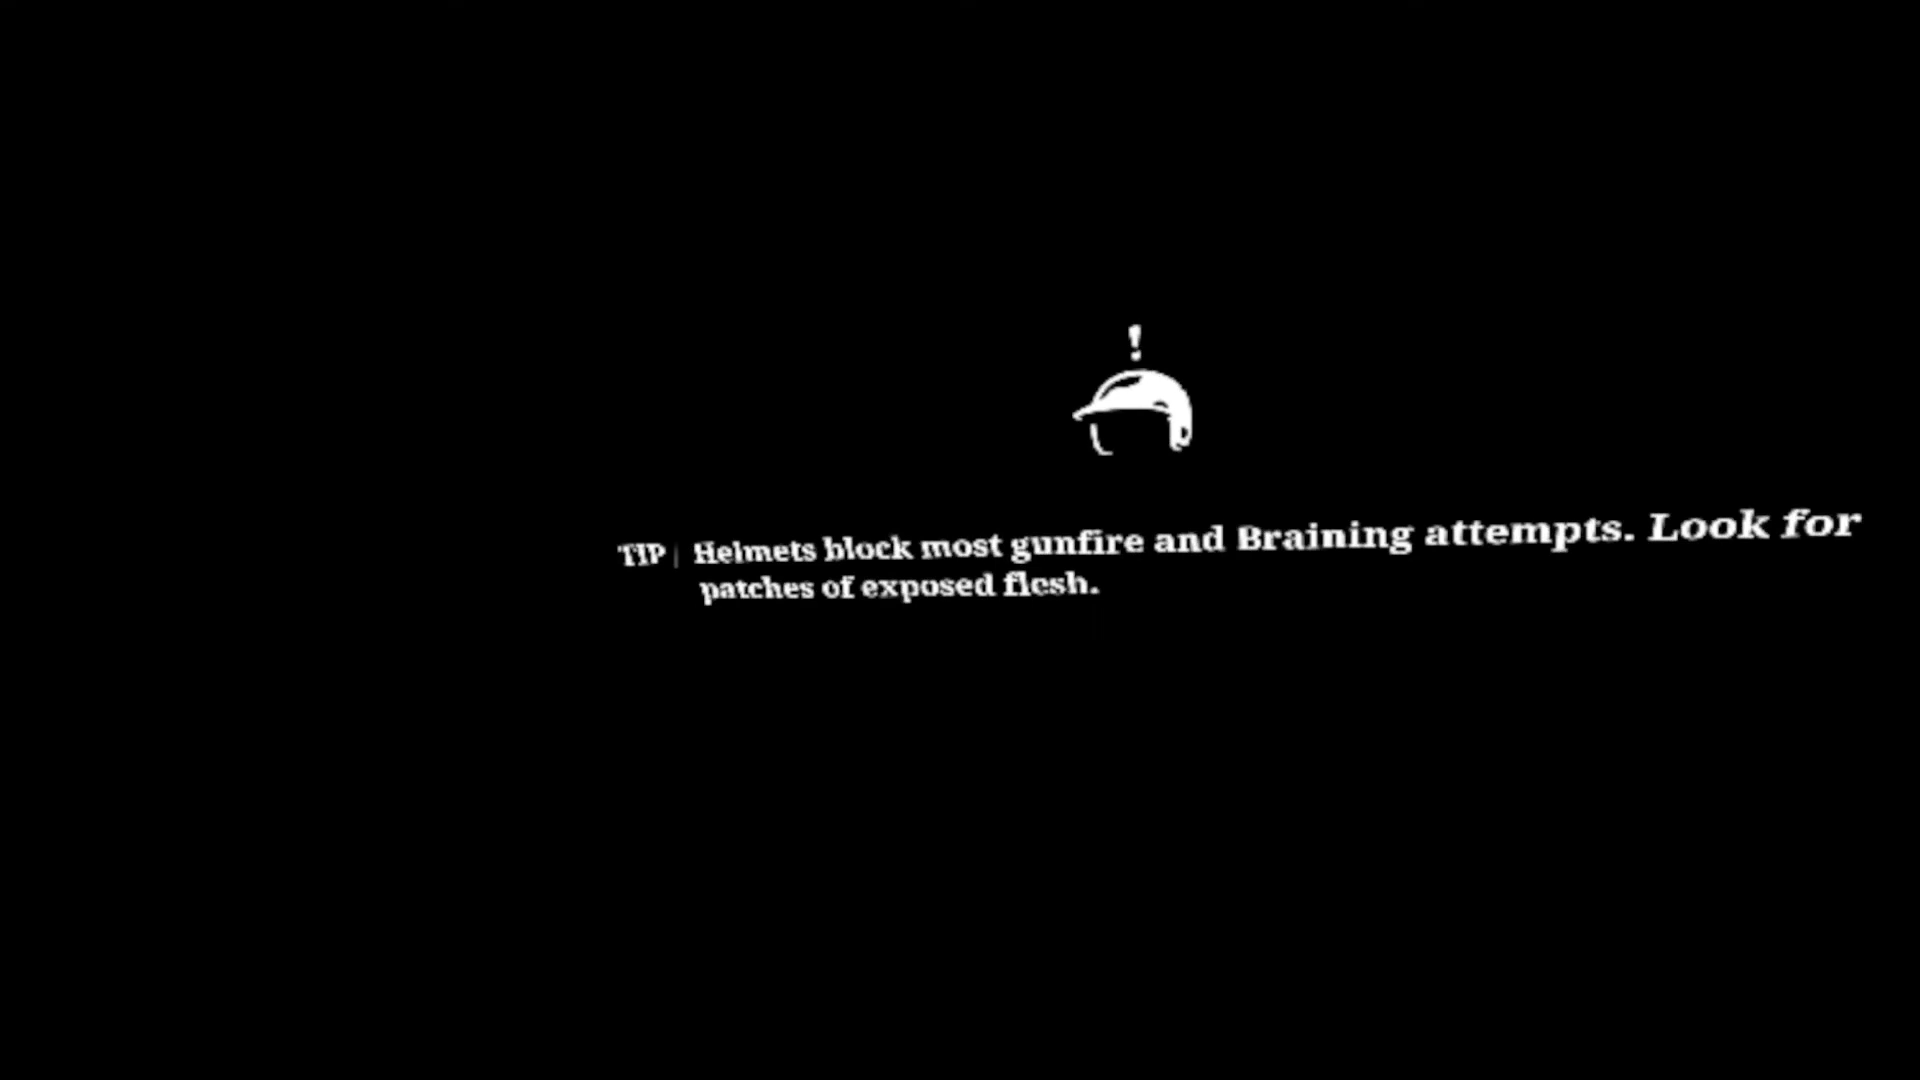 !
TIP | Helmets block most gunfire and Braining attempts. Look for
patches of exposed flesh.